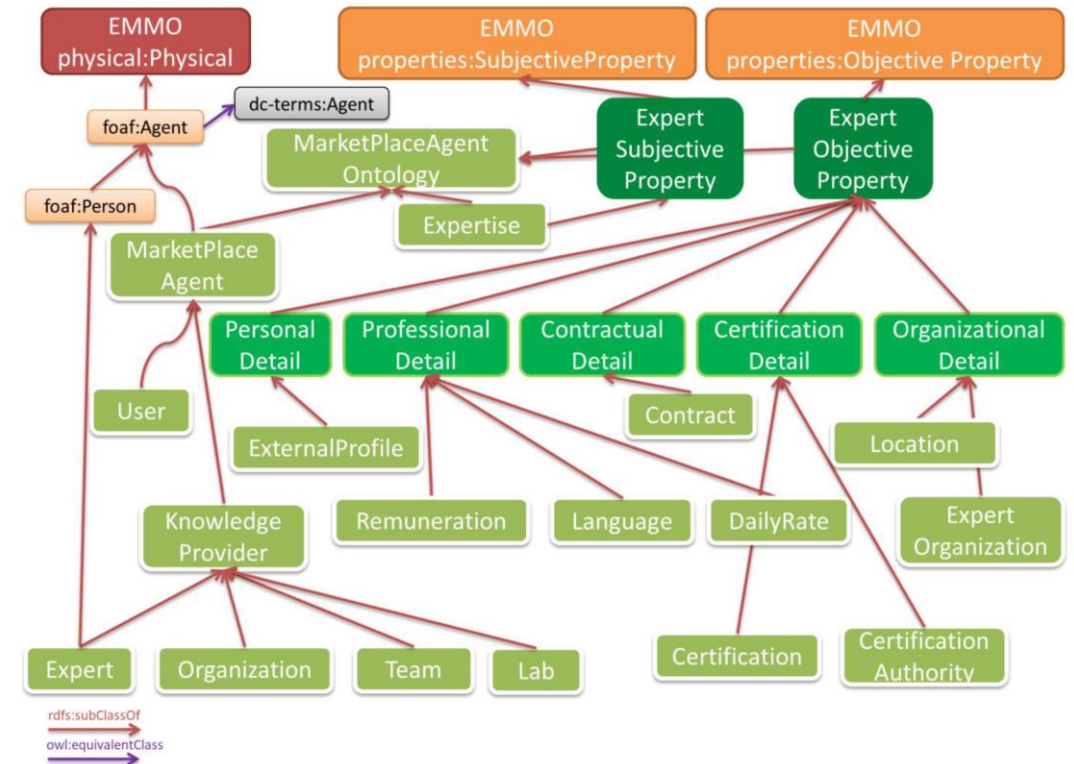 EMMO
physical:Physical
EMMO
properties:SubjectiveProperty
EMMO
properties:Objective Property
dc-terms:Agent
foaf:Agent
MarketPlaceAgent
Ontology
Expert
Subjective
Property
Expert
Objective
Property
foaf:Person
Expertise
MarketPlace
Agent
Personal
Detail
Professional
Detail
Contractual
Detail
Certification
Detail
Organizational
Detail
User
ExternalProfile
Contract
Location
Knowledge
Provider
Remuneration
Language
DailyRate
Expert
Organization
Expert
Organization
Team
Lab
Certification
Certification
Authority
rdfs:subClassOf
owl:equivalentClass